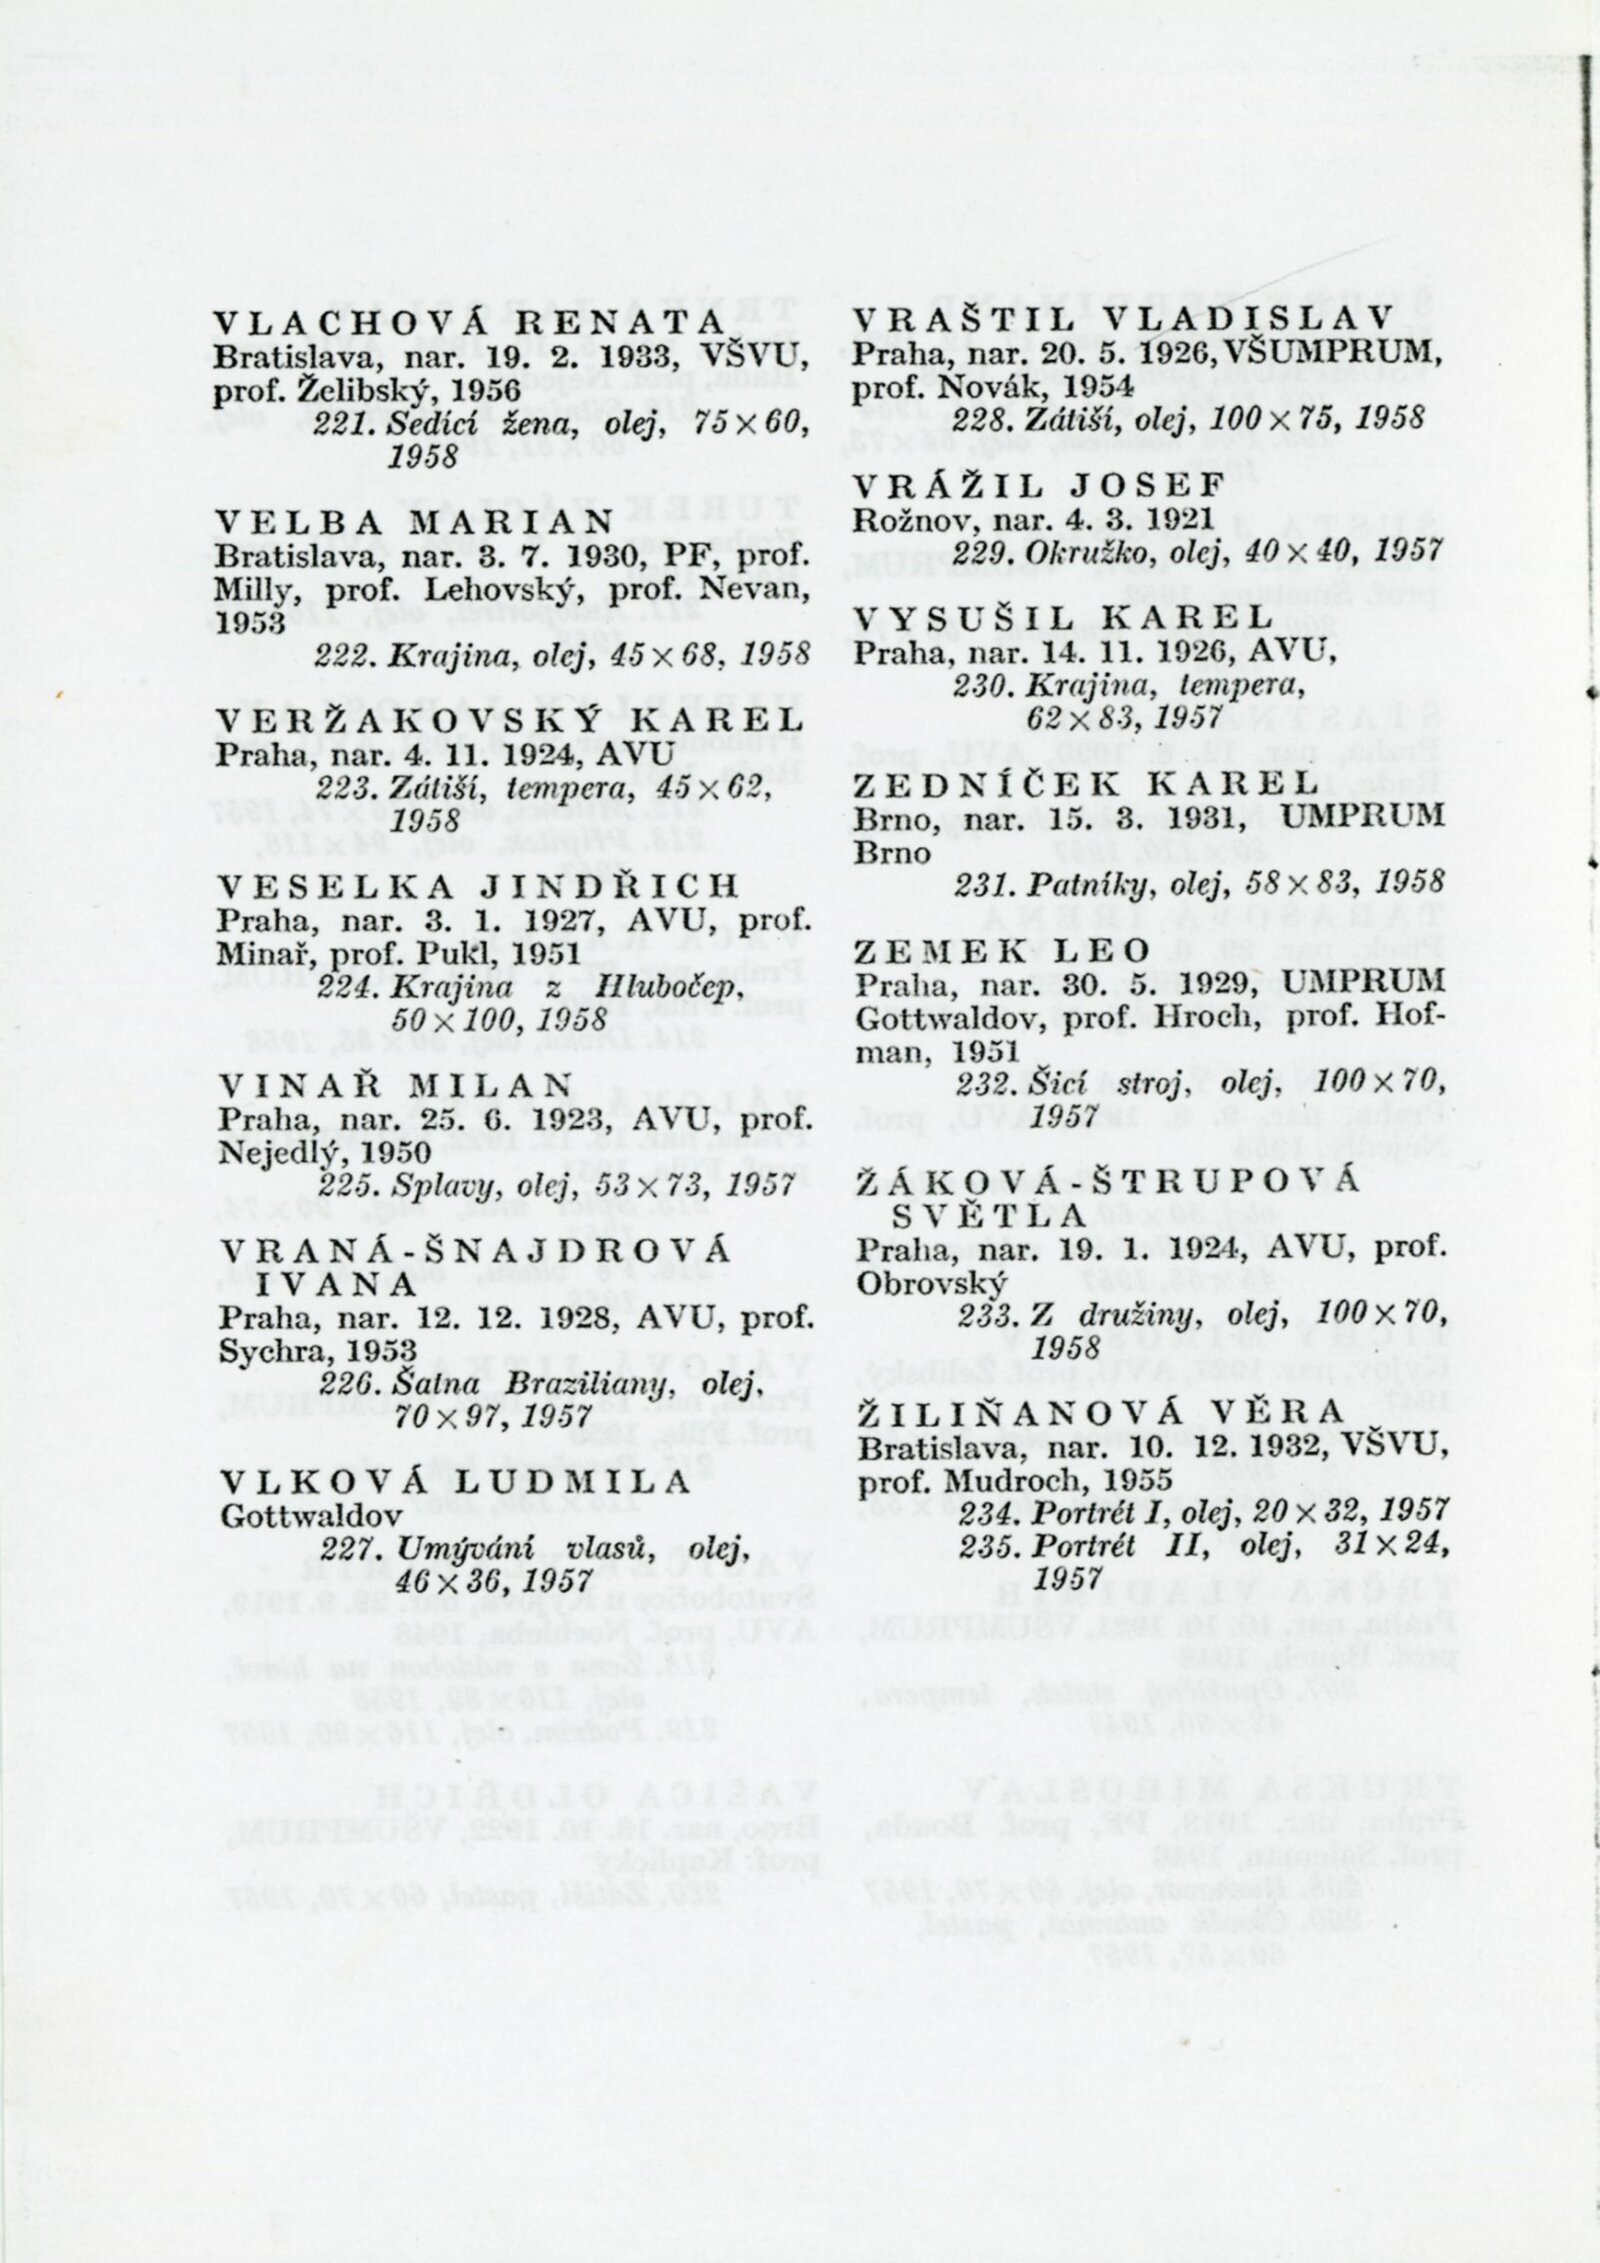 VLACHOVÁ RENATA
Bratislava, nar. 19. 2. 1933, VŠVU,
prof. Želibský, 1956
221. Sedící žena, olej, 75×60,
1958
VELBA MARIAN
Bratislava, nar. 3. 7. 1930, PF, prof.
Milly, prof. Lehovský, prof. Nevan,
1953
222. Krajina, olej, 45×68, 1958
VERŽAKOVSKÝ KAREL
Praha, nar. 4. 11. 1924, AVU
223. Zátiší, tempera, 45×62,
1958
VESELKA JINDŘICH
Praha, nar. 3. 1. 1927, AVU, prof.
Minař, prof. Pukl, 1951
224. Krajina z Hlubočep,
50×100, 1958
VINAŘ MILAN
Praha, nar. 25. 6. 1923, AVU, prof.
Nejedlý, 1950
225. Splavy, olej, 53×73, 1957
VRANÁ-ŠNAJDROVÁ
IVANA
Praha, nar. 12. 12. 1928, AVU, prof.
Sychra, 1953
226. Šatna Braziliany, olej,
70×97, 1957
VLKOVÁ LUDMILA
Gottwaldov
227. Umývání vlasů, olej,
46×36, 1957
VRAŠTIL VLADISLAV
Praha, nar. 20. 5. 1926, VŠUMPRUM,
prof. Novák, 1954
228. Zátiší, olej, 100×75, 1958
VRÁŽIL JOSEF
Rožnov, nar. 4. 3. 1921
229. Okružko, olej, 40×40, 1957
VYSUŠIL KAREL
Praha, nar. 14. 11. 1926, AVU,
230. Krajina, tempera,
62×83, 1957
ZEDNÍČEK KAREL
Brno, nar. 15. 3. 1931, UMPRUM
Brno
231. Patníky, olej, 58×83, 1958
ZEMEK LEO
Praha, nar. 30. 5. 1929, UMPRUM
Gottwaldov, prof. Hroch, prof. Hof-
man, 1951
232. Šicí stroj, olej, 100×70,
1957
ŽÁKOVÁ-ŠTRUPOVÁ
SVĚTLA
Praha, nar. 19. 1. 1924, AVU, prof.
Obrovský
233. Z družiny, olej, 100×70,
1958
ŽILIŇANOVÁ VĚRA
Bratislava, nar. 10. 12. 1932, VŠVU,
prof. Mudroch, 1955
234. Portrét I, olej, 20×32, 1957
235. Portrét II, olej, 31×24,
1957